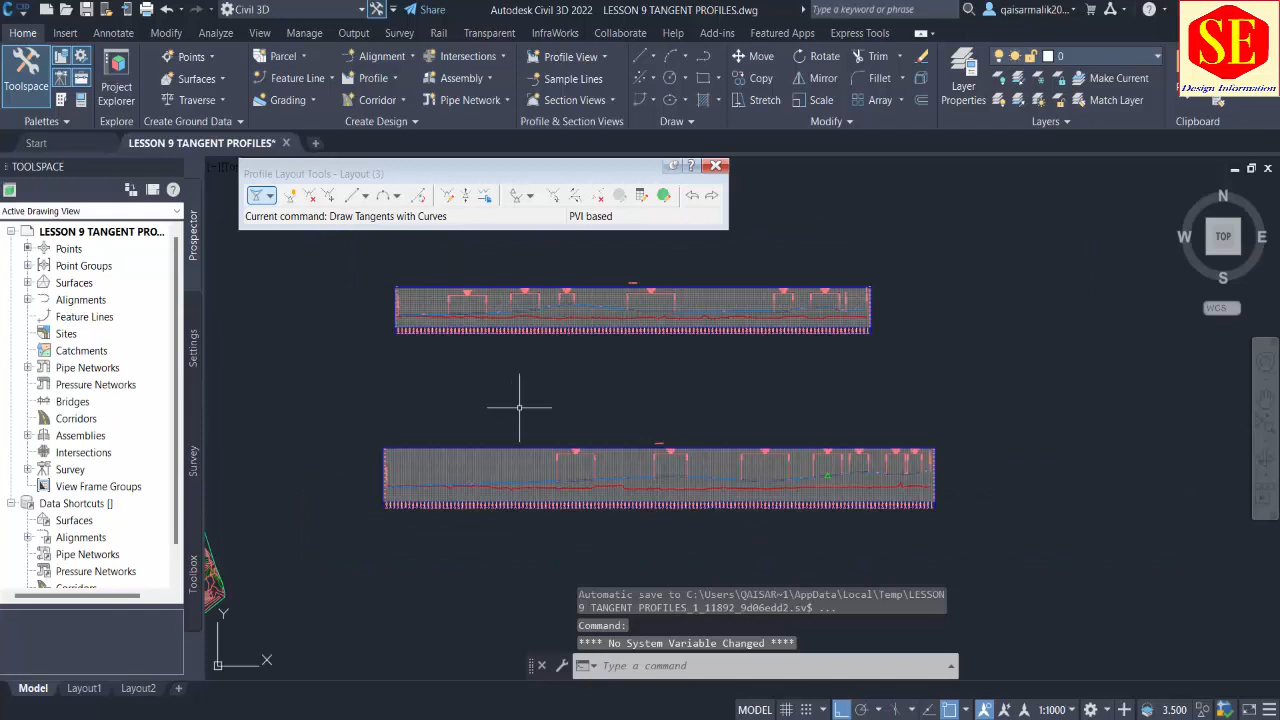 Civil 3D
Share
Autodesk Civil 3D 2022 LESSON 9 TANGENT PROFILES.dwg
Type a keyword or phrase
qaisarmalik20...
Home Insert Annotate Modify Analyze View Manage Output Survey Rail
Collaborate Help Add-ins Featured Apps Express Tools
Toolspace
Project Explorer
Points
Surfaces
Traverse
Parcel
Feature Line
Grading
Alignment
Profile
Corridor
Intersections
Assembly
Pipe Network
Profile View
Sample Lines
Section Views
Move
Copy
Stretch
Rotate
Mirror
Scale
Trim
Fillet
Array
Layer Properties
0
Make Current
Match Layer
Palettes Explore Create Ground Data Create Design Profile & Section Views Draw Modify Layers Clipboard
SE
Design Information
Start
LESSON 9 TANGENT PROFILES*
TOOLSPACE
Active Drawing View
LESSON 9 TANGENT PRO...
Points
Point Groups
Surfaces
Alignments
Feature Lines
Sites
Catchments
Pipe Networks
Pressure Networks
Bridges
Corridors
Assemblies
Intersections
Survey
View Frame Groups
Data Shortcuts []
Surfaces
Alignments
Pipe Networks
Pressure Networks
Corridors
Prospector
Settings
Survey
Toolbox
Profile Layout Tools - Layout (3)
Current command: Draw Tangents with Curves
PVI based
N
W TOP E
S
WCS
Y
X
Automatic save to C:\Users\QAISAR~1\AppData\Local\Temp\LESSON
9 TANGENT PROFILES_1_11892_9d06edd2.sv$ ...
Command:
**** No System Variable Changed ****
Type a command
Model Layout1 Layout2
MODEL
1:1000
3.500